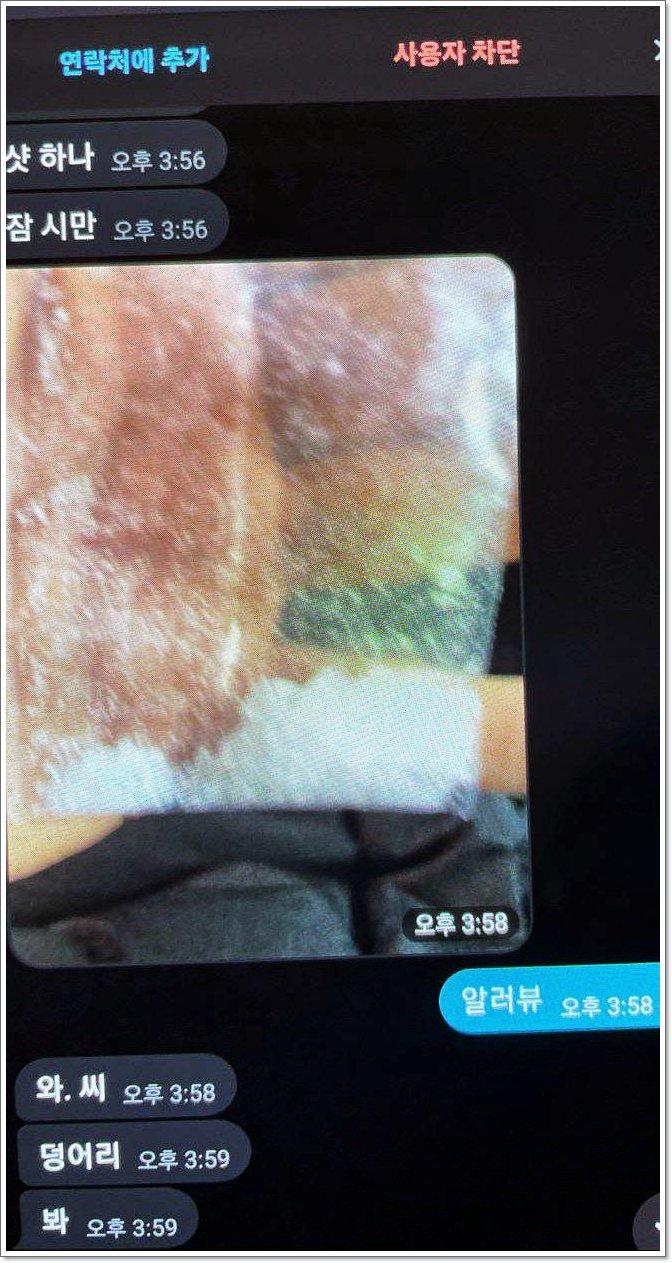 연락처에 추가 사용자 차단
샷 하나 오후 3:56
잠 시만 오후 3:56
오후 3:58
알러뷰 오후 3:58
와. 씨 오후 3:58
덩어리 오후 3:59
봐 오후 3:59